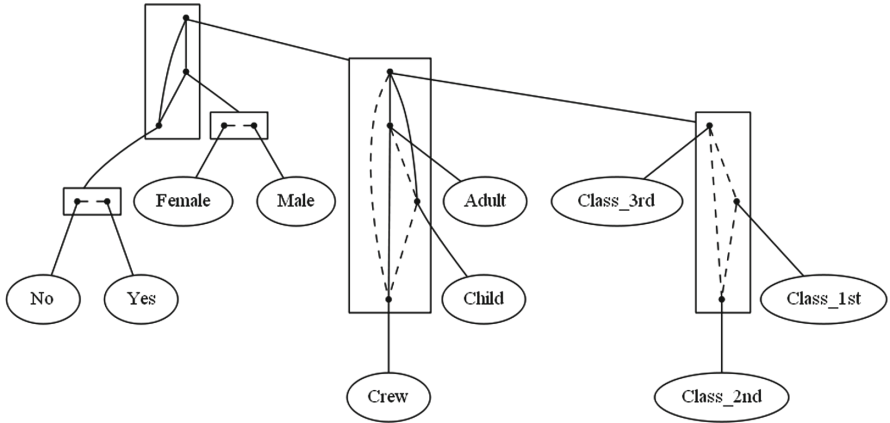 Female
Male
Adult
Class_3rd
No
Yes
Child
Class_1st
Crew
Class_2nd